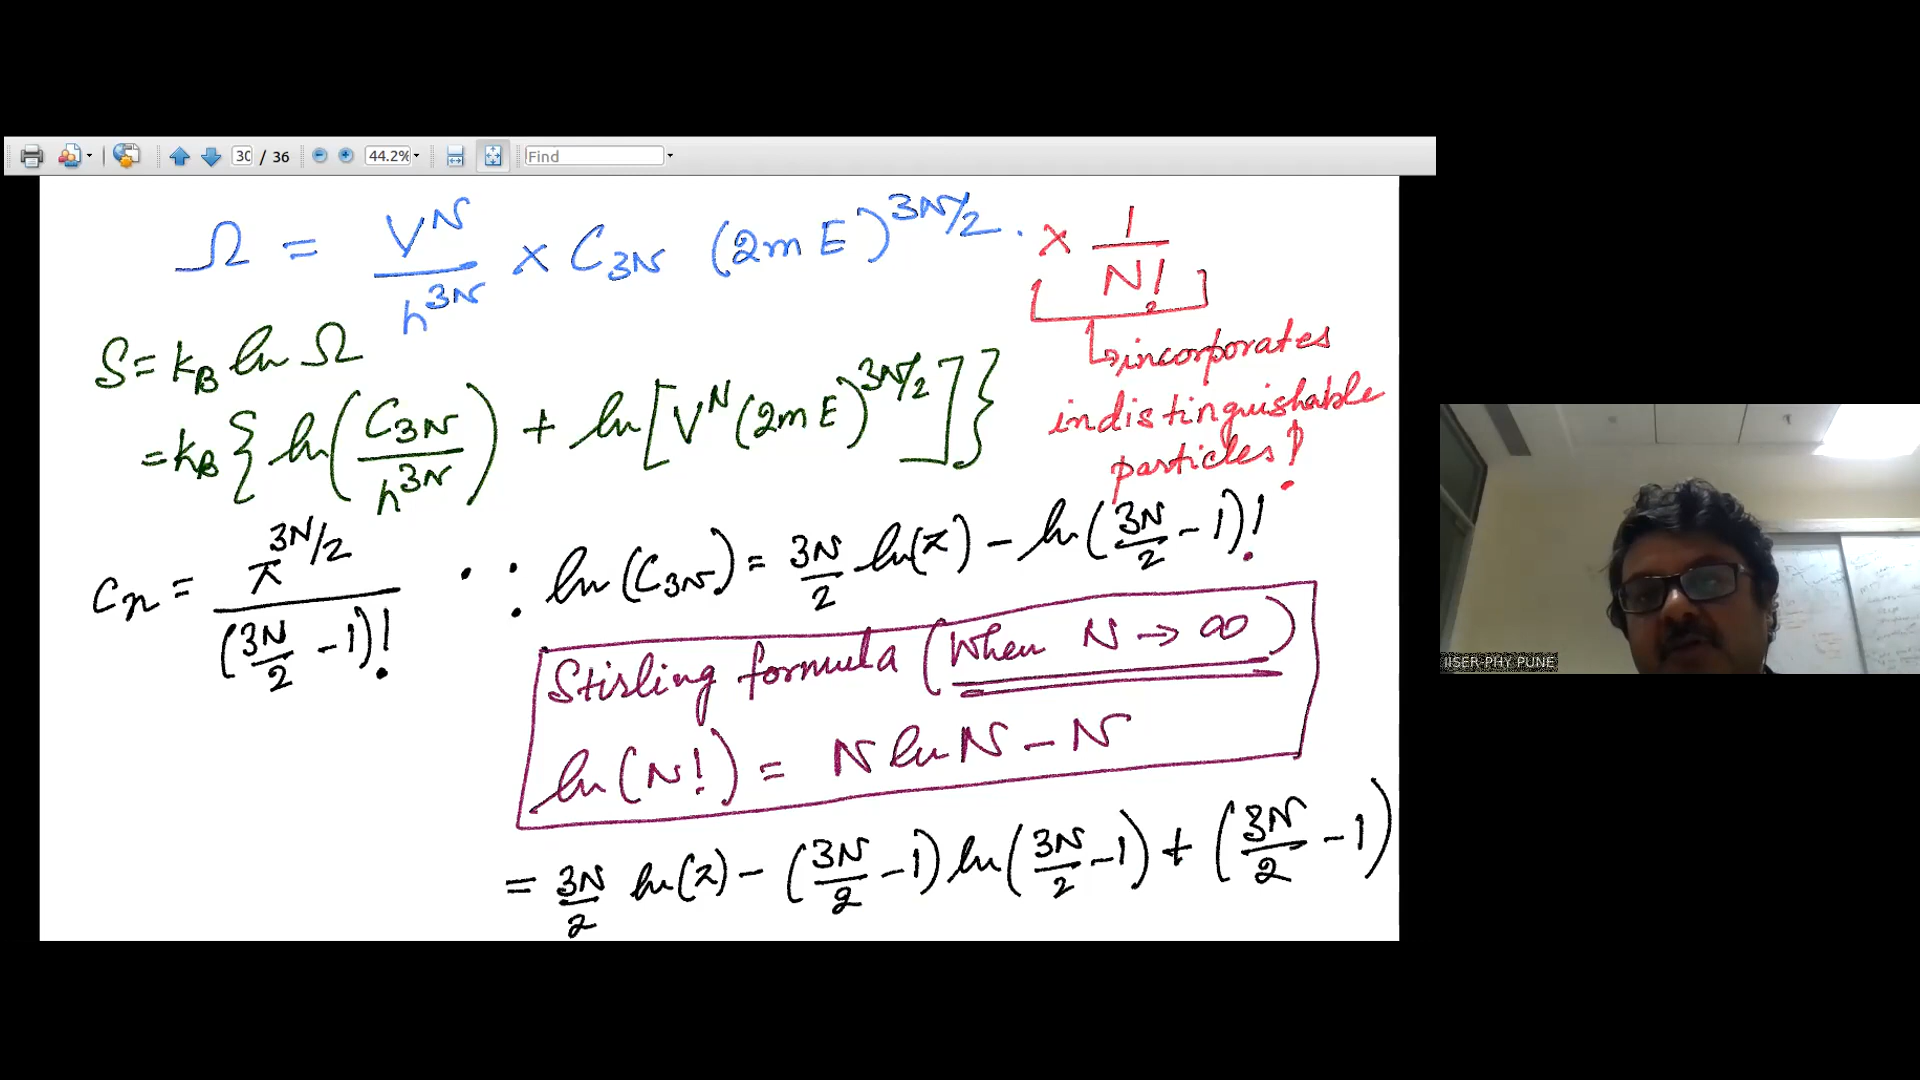 30 / 36 44.2% Find
Ω = V^N / h^{3N} × C_{3N} (2mE)^{3N/2} . × 1 / N!
S = k_B ln Ω
↳ incorporates
= k_B { ln ( C_{3N} / h^{3N} ) + ln [ V^N (2mE)^{3N/2} ] }
indistinguishable
particles!
C_n = π^{3N/2} / (3N/2 - 1)! . : ln (C_{3N}) = 3N/2 ln(π) - ln (3N/2 - 1)!
Stirling formula (When N → ∞)
ln (N!) = N ln N - N
= 3N/2 ln(π) - (3N/2 - 1) ln (3N/2 - 1) + (3N/2 - 1)
IISER-PHY PUNE